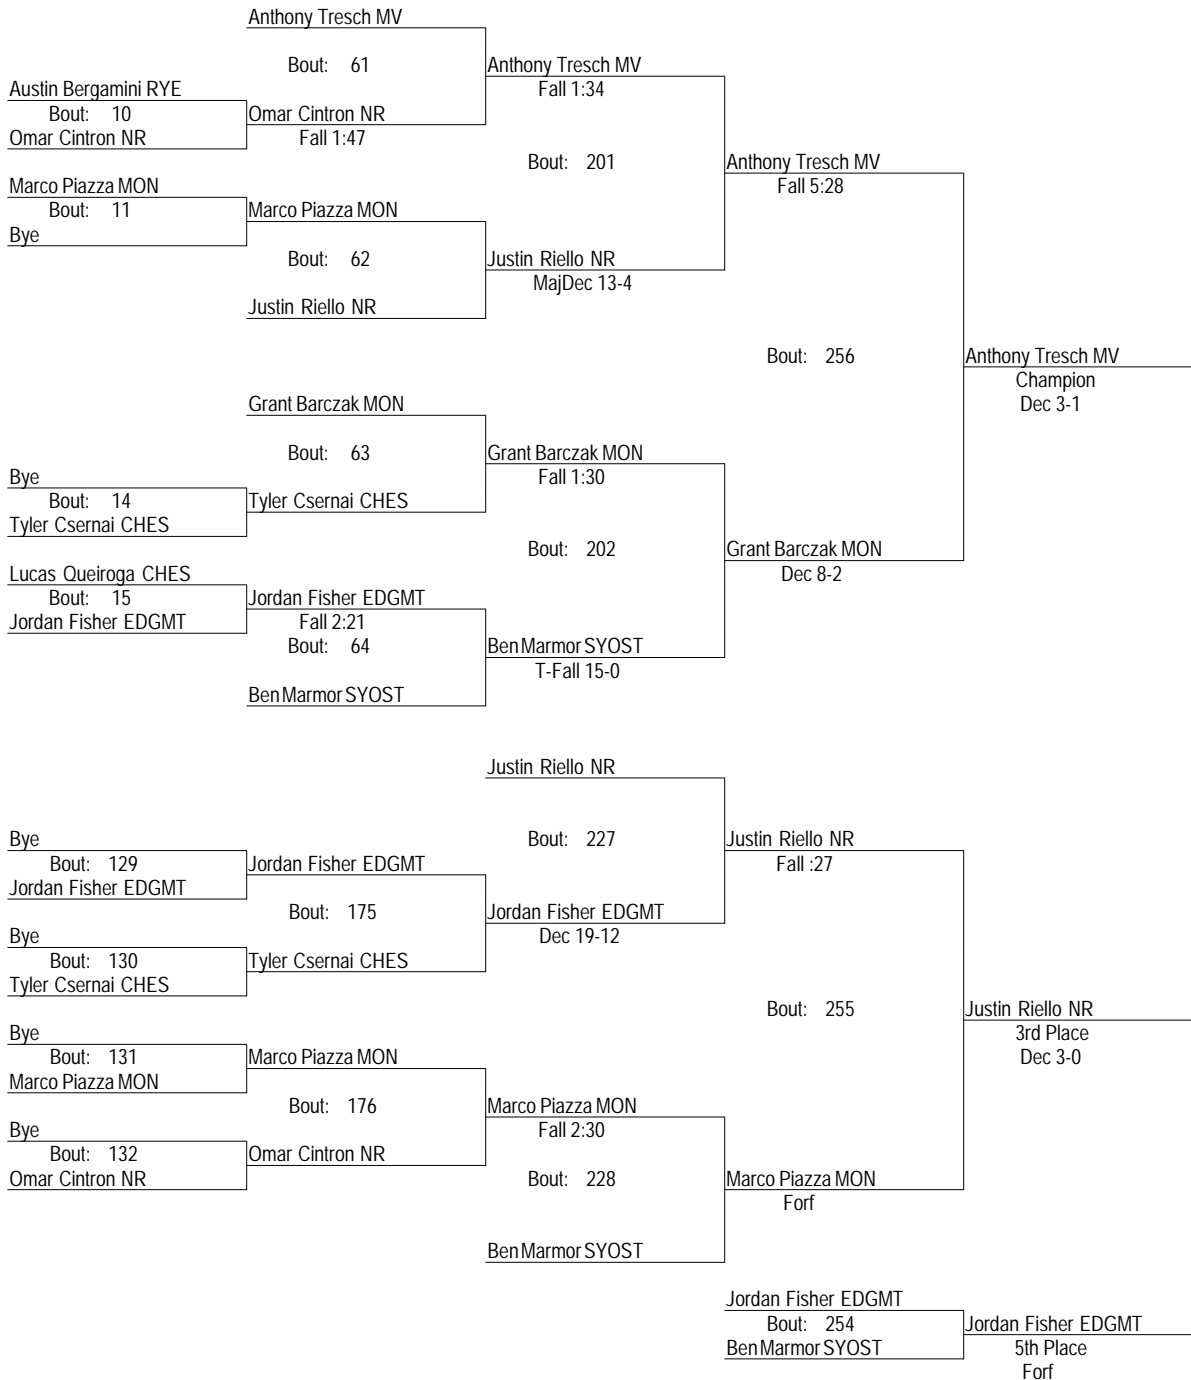 Anthony Tresch MV
Bout: 61
Anthony Tresch MV
Fall 1:34
Austin Bergamini RYE
Bout: 10
Omar Cintron NR
Omar Cintron NR
Fall 1:47
Bout: 201
Anthony Tresch MV
Fall 5:28
Marco Piazza MON
Bout: 11
Bye
Marco Piazza MON
Bout: 62
Justin Riello NR
MajDec 13-4
Justin Riello NR
Bout: 256
Anthony Tresch MV
Champion
Dec 3-1
Grant Barczak MON
Bout: 63
Grant Barczak MON
Fall 1:30
Bye
Bout: 14
Tyler Csernai CHES
Tyler Csernai CHES
Bout: 202
Grant Barczak MON
Dec 8-2
Lucas Queiroga CHES
Bout: 15
Jordan Fisher EDGMT
Jordan Fisher EDGMT
Fall 2:21
Bout: 64
Ben Marmor SYOST
T-Fall 15-0
Ben Marmor SYOST
Justin Riello NR
Bout: 227
Justin Riello NR
Fall :27
Bye
Bout: 129
Jordan Fisher EDGMT
Jordan Fisher EDGMT
Bout: 175
Jordan Fisher EDGMT
Dec 19-12
Bye
Bout: 130
Tyler Csernai CHES
Tyler Csernai CHES
Bout: 255
Justin Riello NR
3rd Place
Dec 3-0
Bye
Bout: 131
Marco Piazza MON
Marco Piazza MON
Bout: 176
Marco Piazza MON
Fall 2:30
Bye
Bout: 132
Omar Cintron NR
Omar Cintron NR
Bout: 228
Marco Piazza MON
Forf
Ben Marmor SYOST
Jordan Fisher EDGMT
Bout: 254
Ben Marmor SYOST
Jordan Fisher EDGMT
5th Place
Forf